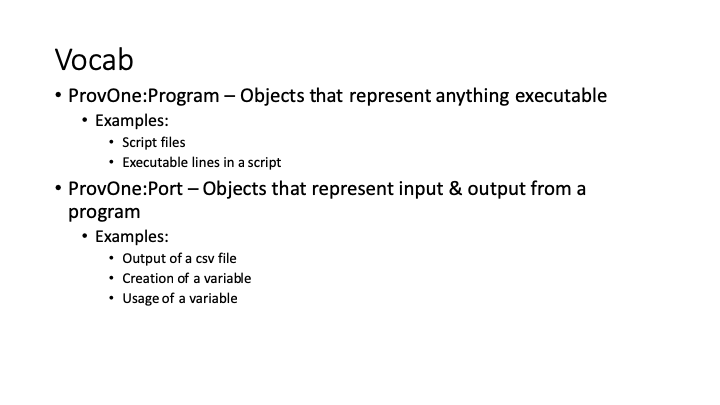 Vocab
• ProvOne:Program – Objects that represent anything executable
• Examples:
• Script files
• Executable lines in a script
• ProvOne:Port – Objects that represent input & output from a
program
• Examples:
• Output of a csv file
• Creation of a variable
• Usage of a variable